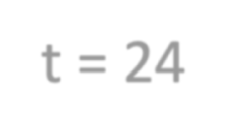 t = 24